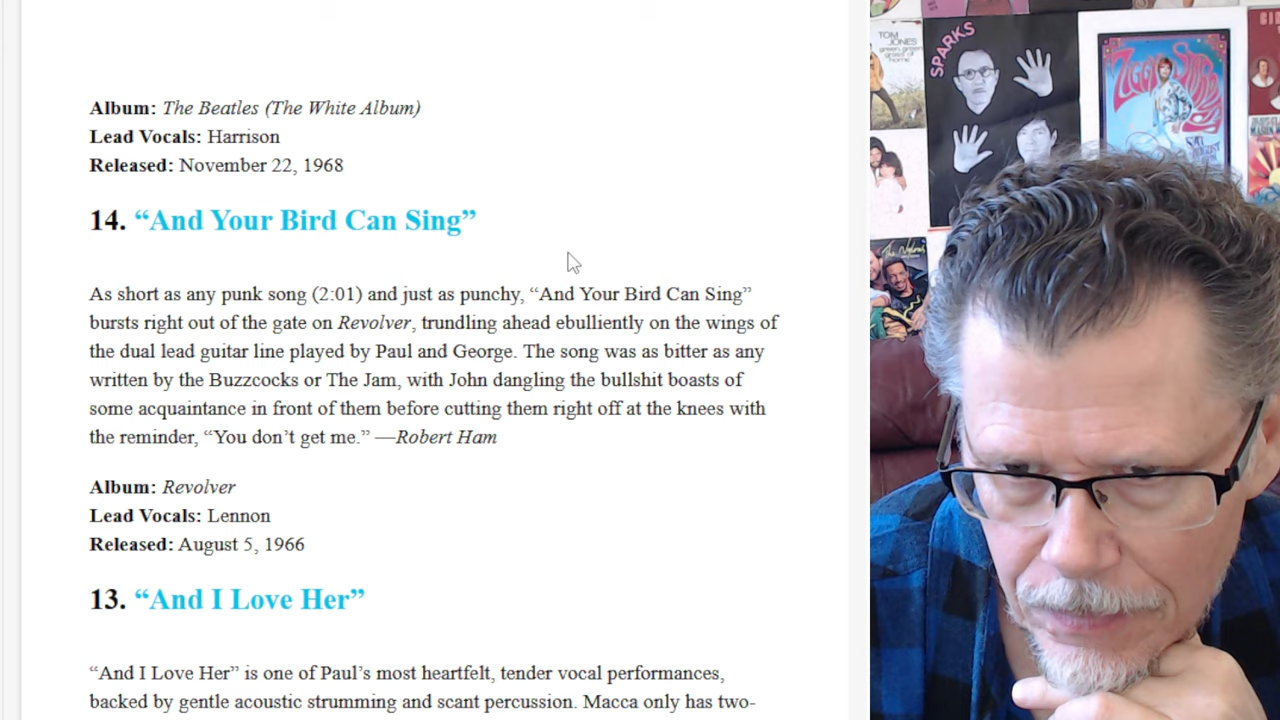 Album: The Beatles (The White Album)
Lead Vocals: Harrison
Released: November 22, 1968
14. “And Your Bird Can Sing”
As short as any punk song (2:01) and just as punchy, “And Your Bird Can Sing”
bursts right out of the gate on Revolver, trundling ahead ebulliently on the wings of
the dual lead guitar line played by Paul and George. The song was as bitter as any
written by the Buzzcocks or The Jam, with John dangling the bullshit boasts of
some acquaintance in front of them before cutting them right off at the knees with
the reminder, “You don’t get me.” —Robert Ham
Album: Revolver
Lead Vocals: Lennon
Released: August 5, 1966
13. “And I Love Her”
“And I Love Her” is one of Paul’s most heartfelt, tender vocal performances,
backed by gentle acoustic strumming and scant percussion. Macca only has two-
SPARKS
TOM
JONES
green green
grass of
home
ZIGGY